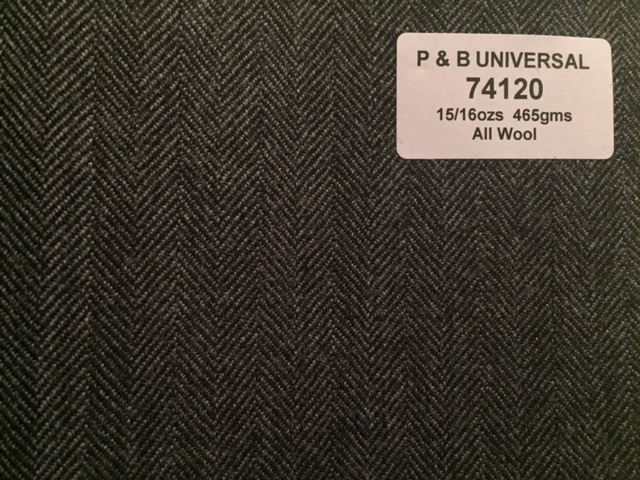 P & B UNIVERSAL
74120
15/16ozs 465gms
All Wool